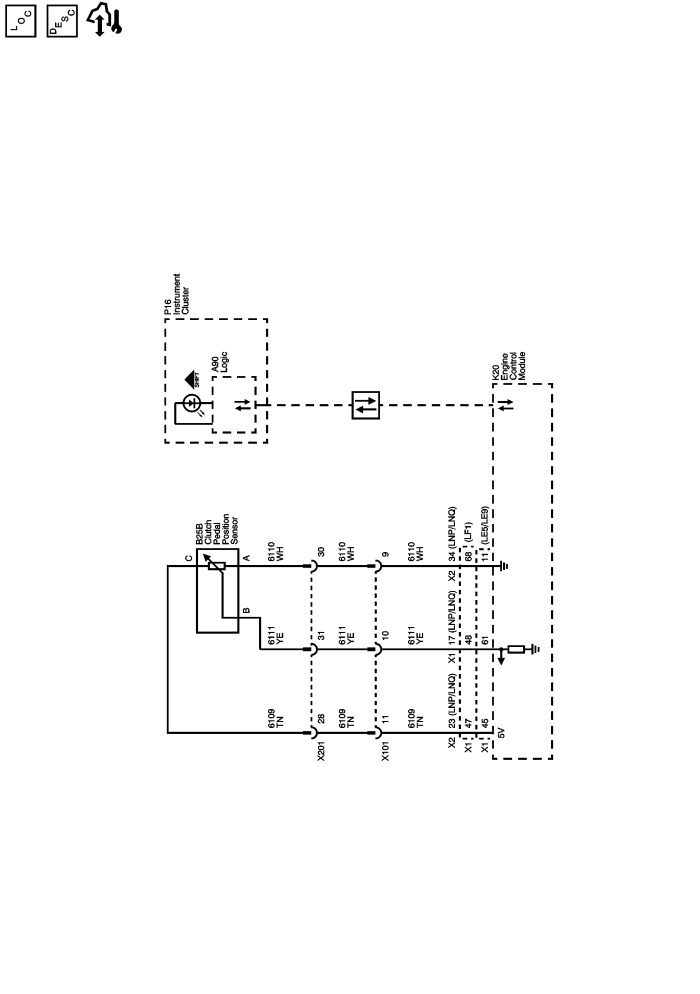 LOC
DESC
P16
Instrument
Cluster
SHIFT
A90
Logic
K20
Engine
Control
Module
B25B
Clutch
Pedal
Position
Sensor
C
A
B
6110
WH
30
6110
WH
9
6110
WH
X2 34 (LNP/LNQ)
68 (LF1)
11 (LE5/LE9)
6111
YE
31
6111
YE
10
6111
YE
X1 17 (LNP/LNQ)
48
61
6109
TN
X201 28
6109
TN
X101 11
6109
TN
X2 23 (LNP/LNQ)
X1 47
X1 45
5V